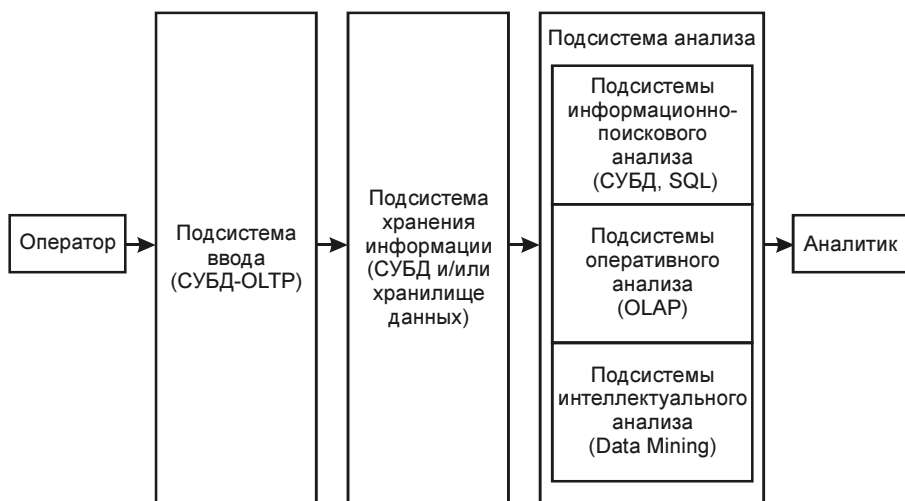 Оператор
Подсистема
ввода
(СУБД-OLTP)
Подсистема
хранения
информации
(СУБД и/или
хранилище
данных)
Подсистема анализа
Подсистемы
информационно-
поискового
анализа
(СУБД, SQL)
Подсистемы
оперативного
анализа
(OLAP)
Подсистемы
интеллектуального
анализа
(Data Mining)
Аналитик